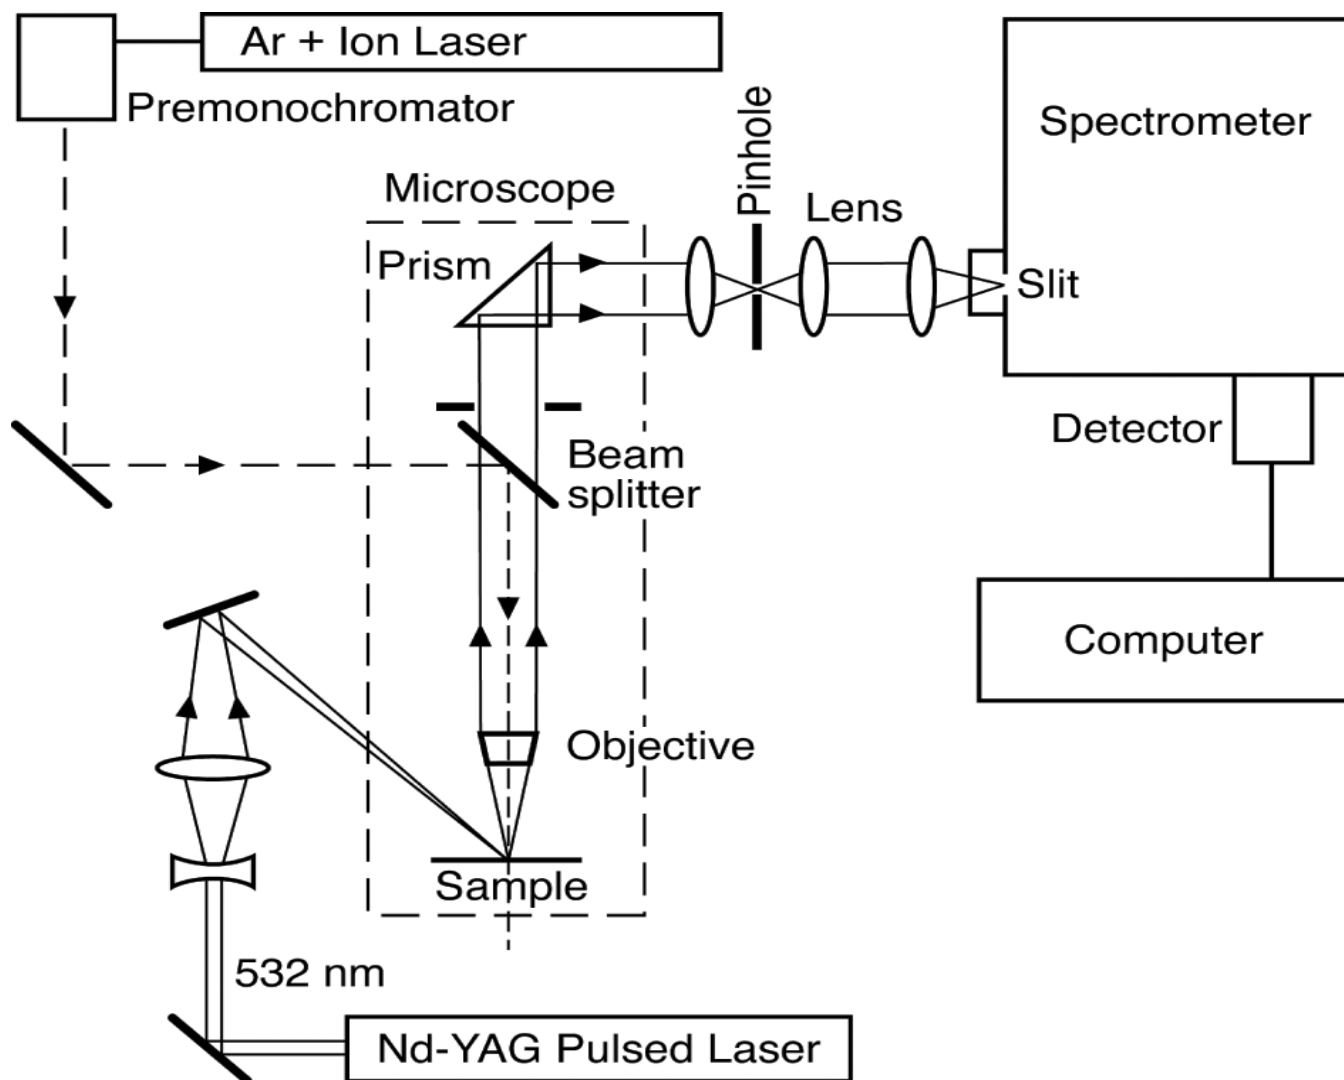 Ar + Ion Laser
Premonochromator
Pinhole
Spectrometer
Microscope
Lens
Prism
Slit
Detector
Beam
splitter
Computer
Objective
Sample
532 nm
Nd-YAG Pulsed Laser